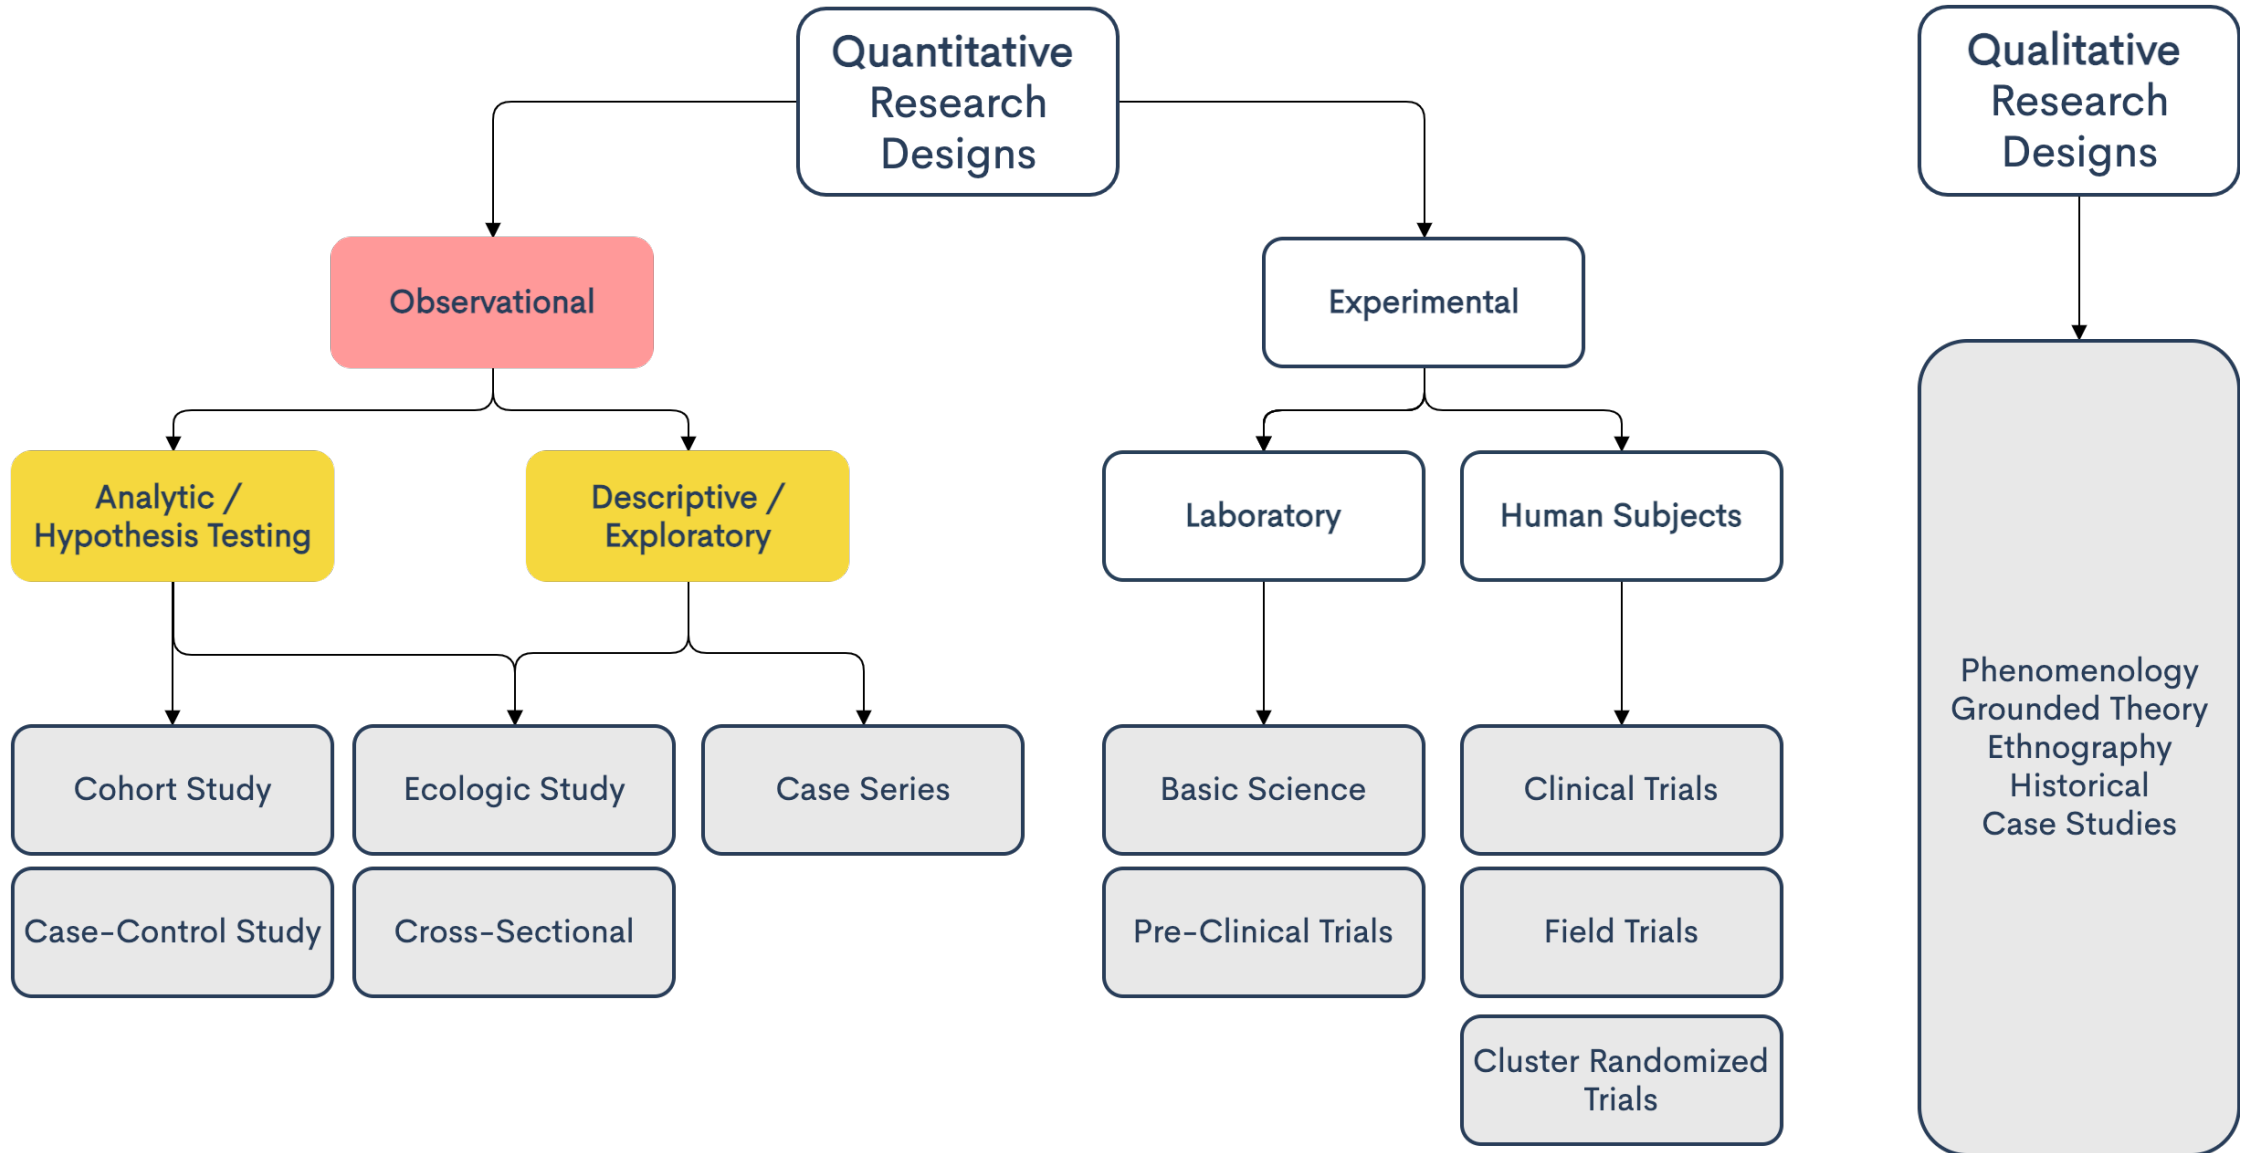 Quantitative
Research
Designs
Qualitative
Research
Designs
Observational
Experimental
Analytic /
Hypothesis Testing
Descriptive /
Exploratory
Laboratory
Human Subjects
Cohort Study
Ecologic Study
Case Series
Basic Science
Clinical Trials
Case-Control Study
Cross-Sectional
Pre-Clinical Trials
Field Trials
Cluster Randomized
Trials
Phenomenology
Grounded Theory
Ethnography
Historical
Case Studies